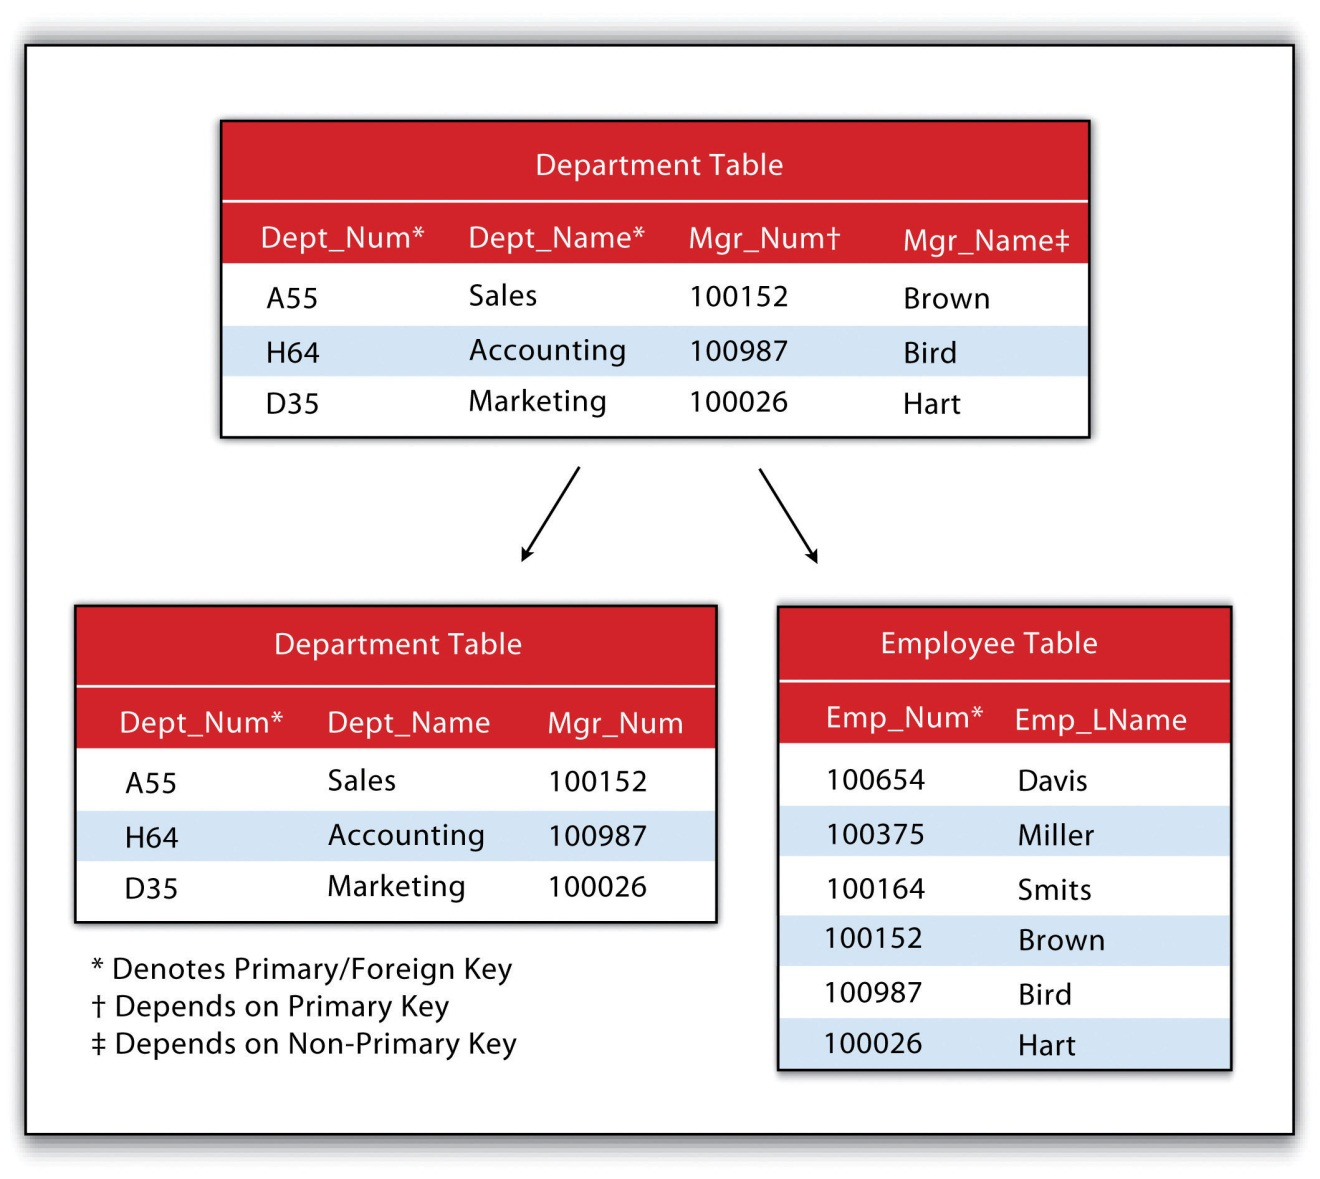 Department Table
Dept_Num* Dept_Name* Mgr_Num† Mgr_Name‡
A55 Sales 100152 Brown
H64 Accounting 100987 Bird
D35 Marketing 100026 Hart
Department Table
Dept_Num* Dept_Name Mgr_Num
A55 Sales 100152
H64 Accounting 100987
D35 Marketing 100026
* Denotes Primary/Foreign Key
† Depends on Primary Key
‡ Depends on Non-Primary Key
Employee Table
Emp_Num* Emp_LName
100654 Davis
100375 Miller
100164 Smits
100152 Brown
100987 Bird
100026 Hart